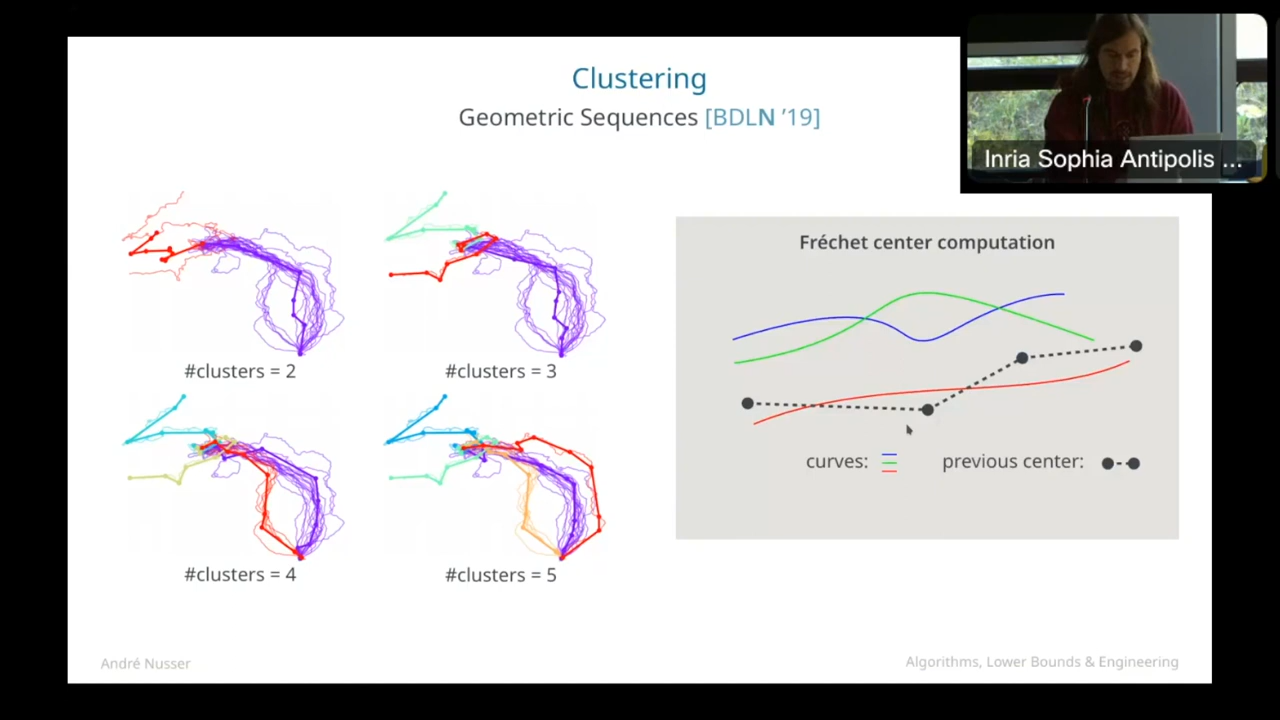 Clustering
Geometric Sequences [BDLN '19]
Inria Sophia Antipolis ...
#clusters = 2
#clusters = 3
#clusters = 4
#clusters = 5
Fréchet center computation
curves:
previous center:
André Nusser
Algorithms, Lower Bounds & Engineering